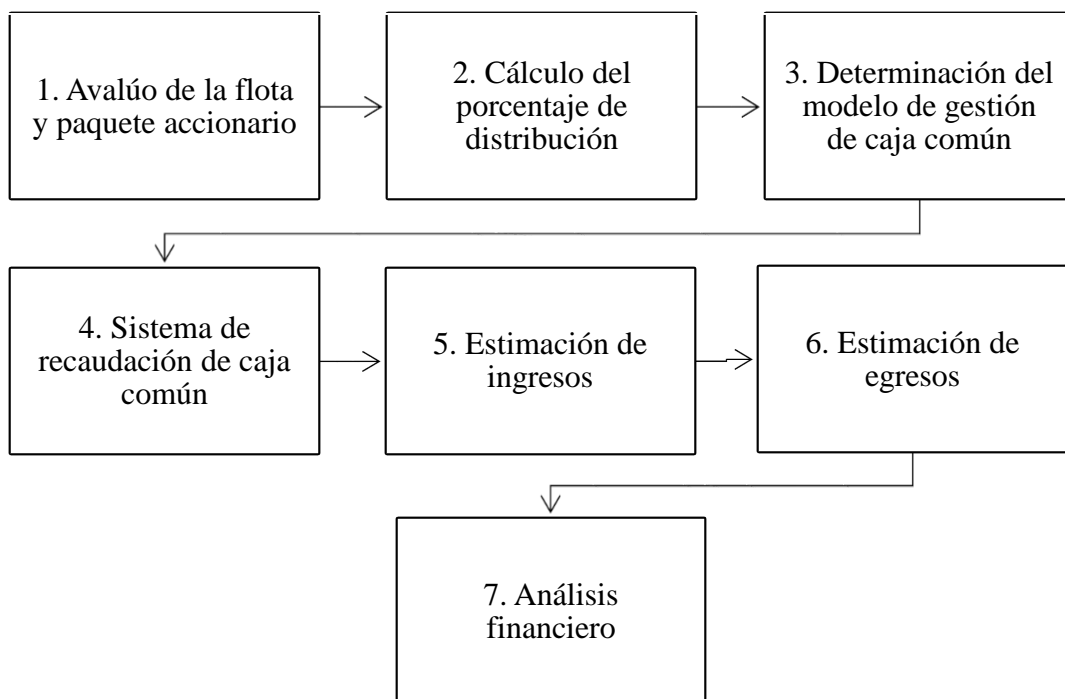 1. Avalúo de la flota
y paquete accionario
2. Cálculo del
porcentaje de
distribución
3. Determinación del
modelo de gestión
de caja común
4. Sistema de
recaudación de caja
común
5. Estimación de
ingresos
6. Estimación de
egresos
7. Análisis
financiero